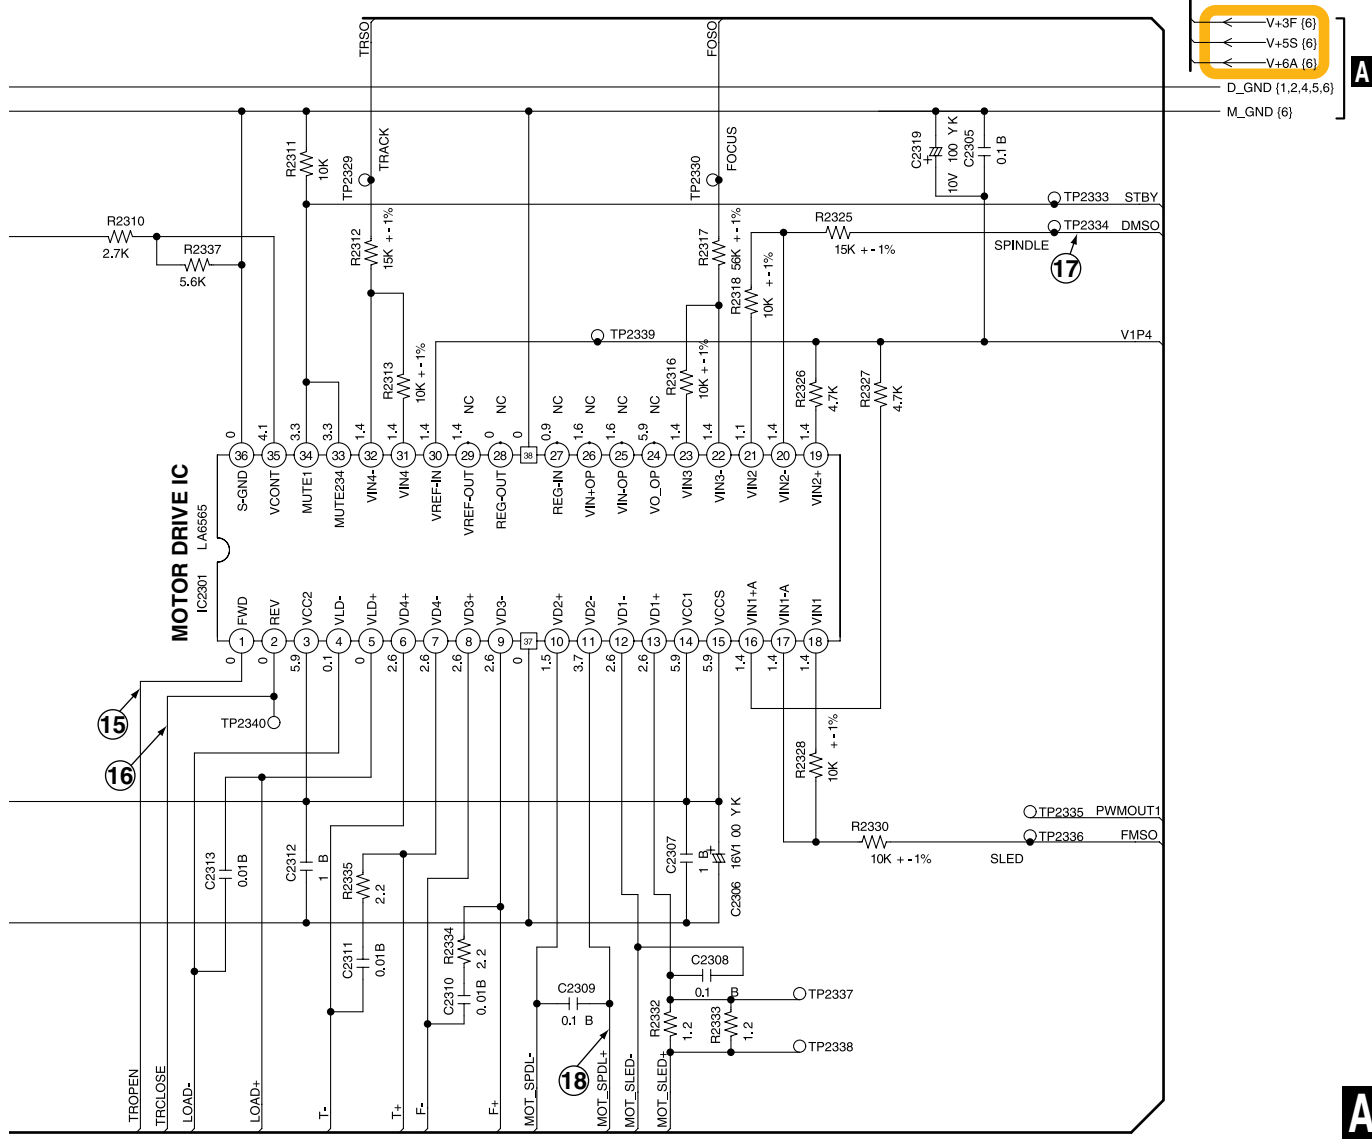 V+3F {6}
V+5S {6}
V+6A {6}
A
D_GND {1,2,4,5,6}
M_GND {6}
TRSO
FOSO
R2311
10K
TP2329
TRACK
TP2330
FOCUS
C2319
10V 100 Y K
C2305
0.1 B
TP2333
STBY
R2310
2.7K
R2337
5.6K
R2312
15K +-1%
R2317
56K +-1%
R2318
10K +-1%
R2325
15K +-1%
TP2334
DMSO
SPINDLE
17
TP2339
V1P4
R2313
10K +-1%
R2316
10K +-1%
R2326
4.7K
R2327
4.7K
NC
NC
NC
NC
NC
NC
0
4.1
3.3
3.3
1.4
1.4
1.4
1.4
0
0
0.9
1.6
1.6
5.9
1.4
1.4
1.1
1.4
1.4
36
35
34
33
32
31
30
29
28
38
27
26
25
24
23
22
21
20
19
S-GND
VCONT
MUTE1
MUTE234
VIN4-
VIN4
VREF-IN
VREF-OUT
REG-OUT
REG-IN
VIN+OP
VIN-OP
VO_OP
VIN3
VIN3-
VIN2
VIN2-
VIN2+
MOTOR DRIVE IC
IC2301 LA6565
FWD
REV
VCC2
VLD-
VLD+
VD4+
VD4-
VD3+
VD3-
VD2+
VD2-
VD1-
VD1+
VCC1
VCCS
VIN1+A
VIN1-A
VIN1
1
2
3
4
5
6
7
8
9
37
10
11
12
13
14
15
16
17
18
0
0
5.9
0.1
0
2.6
2.6
2.6
2.6
0
1.5
3.7
2.6
2.6
5.9
5.9
1.4
1.4
1.4
15
16
TP2340
R2328
10K +-1%
R2330
10K +-1%
TP2335
PWMOUT1
TP2336
FMSO
SLED
C2313
0.01B
C2312
1 B
R2335
2.2
C2311
0.01B
R2334
2.2
C2310
0.01B
C2307
1 B
C2306 16V1 00 Y K
C2309
0.1 B
C2308
0.1 B
R2332
1.2
R2333
1.2
TP2337
TP2338
18
TROPEN
TRCLOSE
LOAD-
LOAD+
T-
T+
F-
F+
MOT_SPDL-
MOT_SPDL+
MOT_SLED-
MOT_SLED+
A